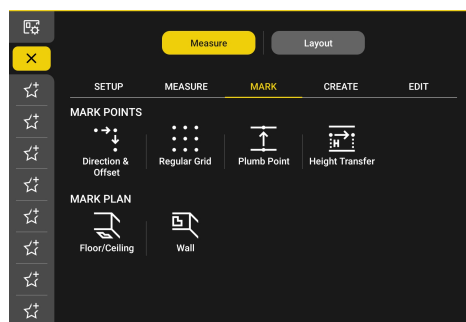 Measure
Layout
SETUP
MEASURE
MARK
CREATE
EDIT
MARK POINTS
Direction &
Offset
Regular Grid
Plumb Point
H
Height Transfer
MARK PLAN
Floor/Ceiling
Wall